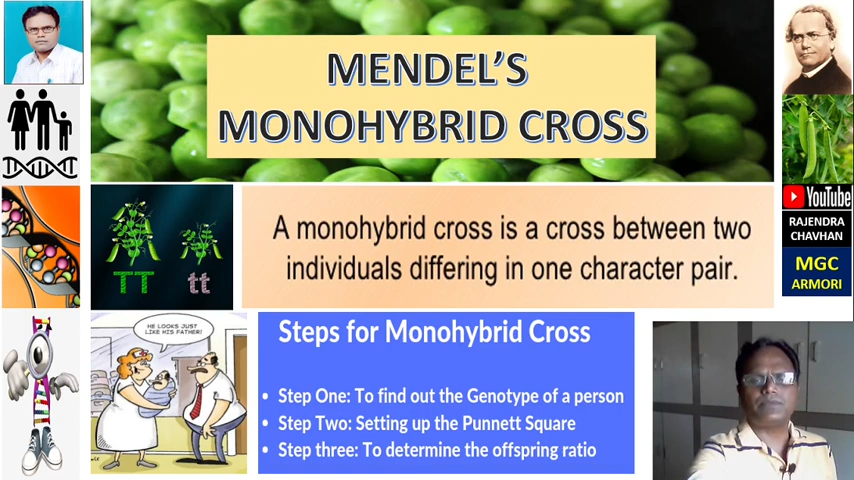 MENDEL'S
MONOHYBRID CROSS
YouTube
RAJENDRA
CHAVHAN
MGC
ARMORI
TT tt
A monohybrid cross is a cross between two
individuals differing in one character pair.
HE LOOKS JUST
LIKE HIS FATHER!
Steps for Monohybrid Cross
• Step One: To find out the Genotype of a person
• Step Two: Setting up the Punnett Square
• Step three: To determine the offspring ratio